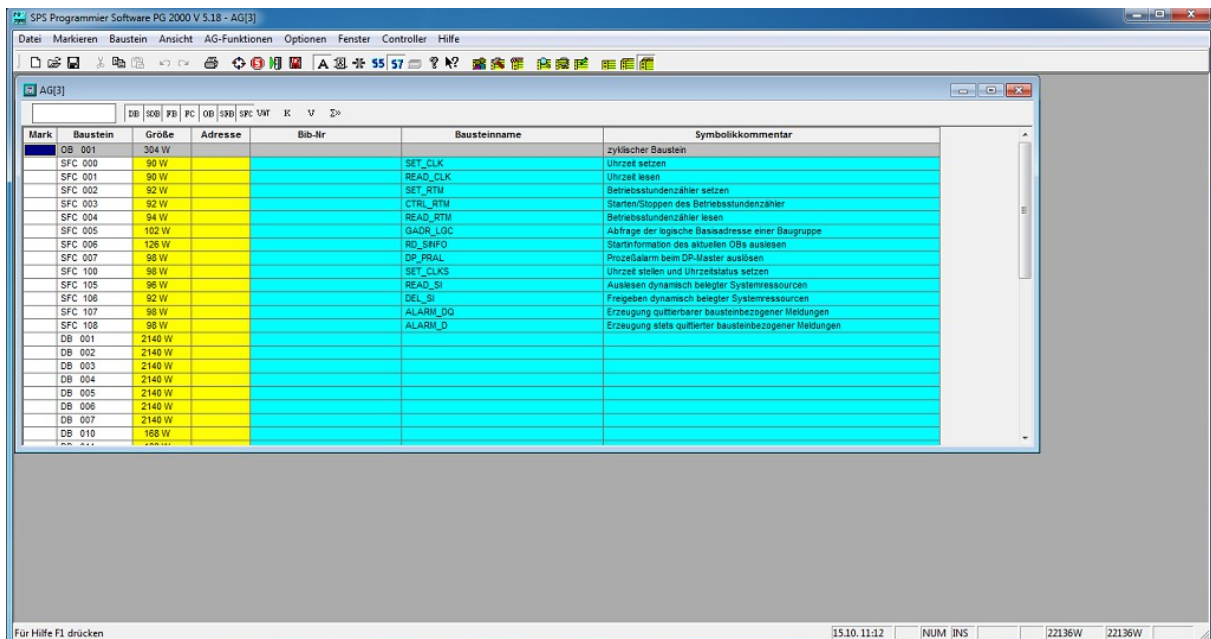 SPS Programmier Software PG 2000 V 5.18 - AG[3]
Datei Markieren Baustein Ansicht AG-Funktionen Optionen Fenster Controller Hilfe
A S5 S7
AG[3]
DB SDB FB FC OB SFB SFC VAT K V Σ»
Mark Baustein Größe Adresse Bib-Nr Bausteinname Symbolikkommentar
OB 001 304 W zyklischer Baustein
SFC 000 90 W SET_CLK Uhrzeit setzen
SFC 001 90 W READ_CLK Uhrzeit lesen
SFC 002 92 W SET_RTM Betriebsstundenzähler setzen
SFC 003 92 W CTRL_RTM Starten/Stoppen des Betriebsstundenzähler
SFC 004 94 W READ_RTM Betriebsstundenzähler lesen
SFC 005 102 W GADR_LGC Abfrage der logische Basisadresse einer Baugruppe
SFC 006 126 W RD_SINFO Startinformation des aktuellen OBs auslesen
SFC 007 98 W DP_PRAL Prozeßalarm beim DP-Master auslösen
SFC 100 98 W SET_CLKS Uhrzeit stellen und Uhrzeitstatus setzen
SFC 105 96 W READ_SI Auslesen dynamisch belegter Systemressourcen
SFC 106 92 W DEL_SI Freigeben dynamisch belegter Systemressourcen
SFC 107 98 W ALARM_DQ Erzeugung quittierbarer bausteinbezogener Meldungen
SFC 108 98 W ALARM_D Erzeugung stets quittierter bausteinbezogener Meldungen
DB 001 2140 W
DB 002 2140 W
DB 003 2140 W
DB 004 2140 W
DB 005 2140 W
DB 006 2140 W
DB 007 2140 W
DB 010 168 W
Für Hilfe F1 drücken 15.10. 11:12 NUM INS 22136W 22136W